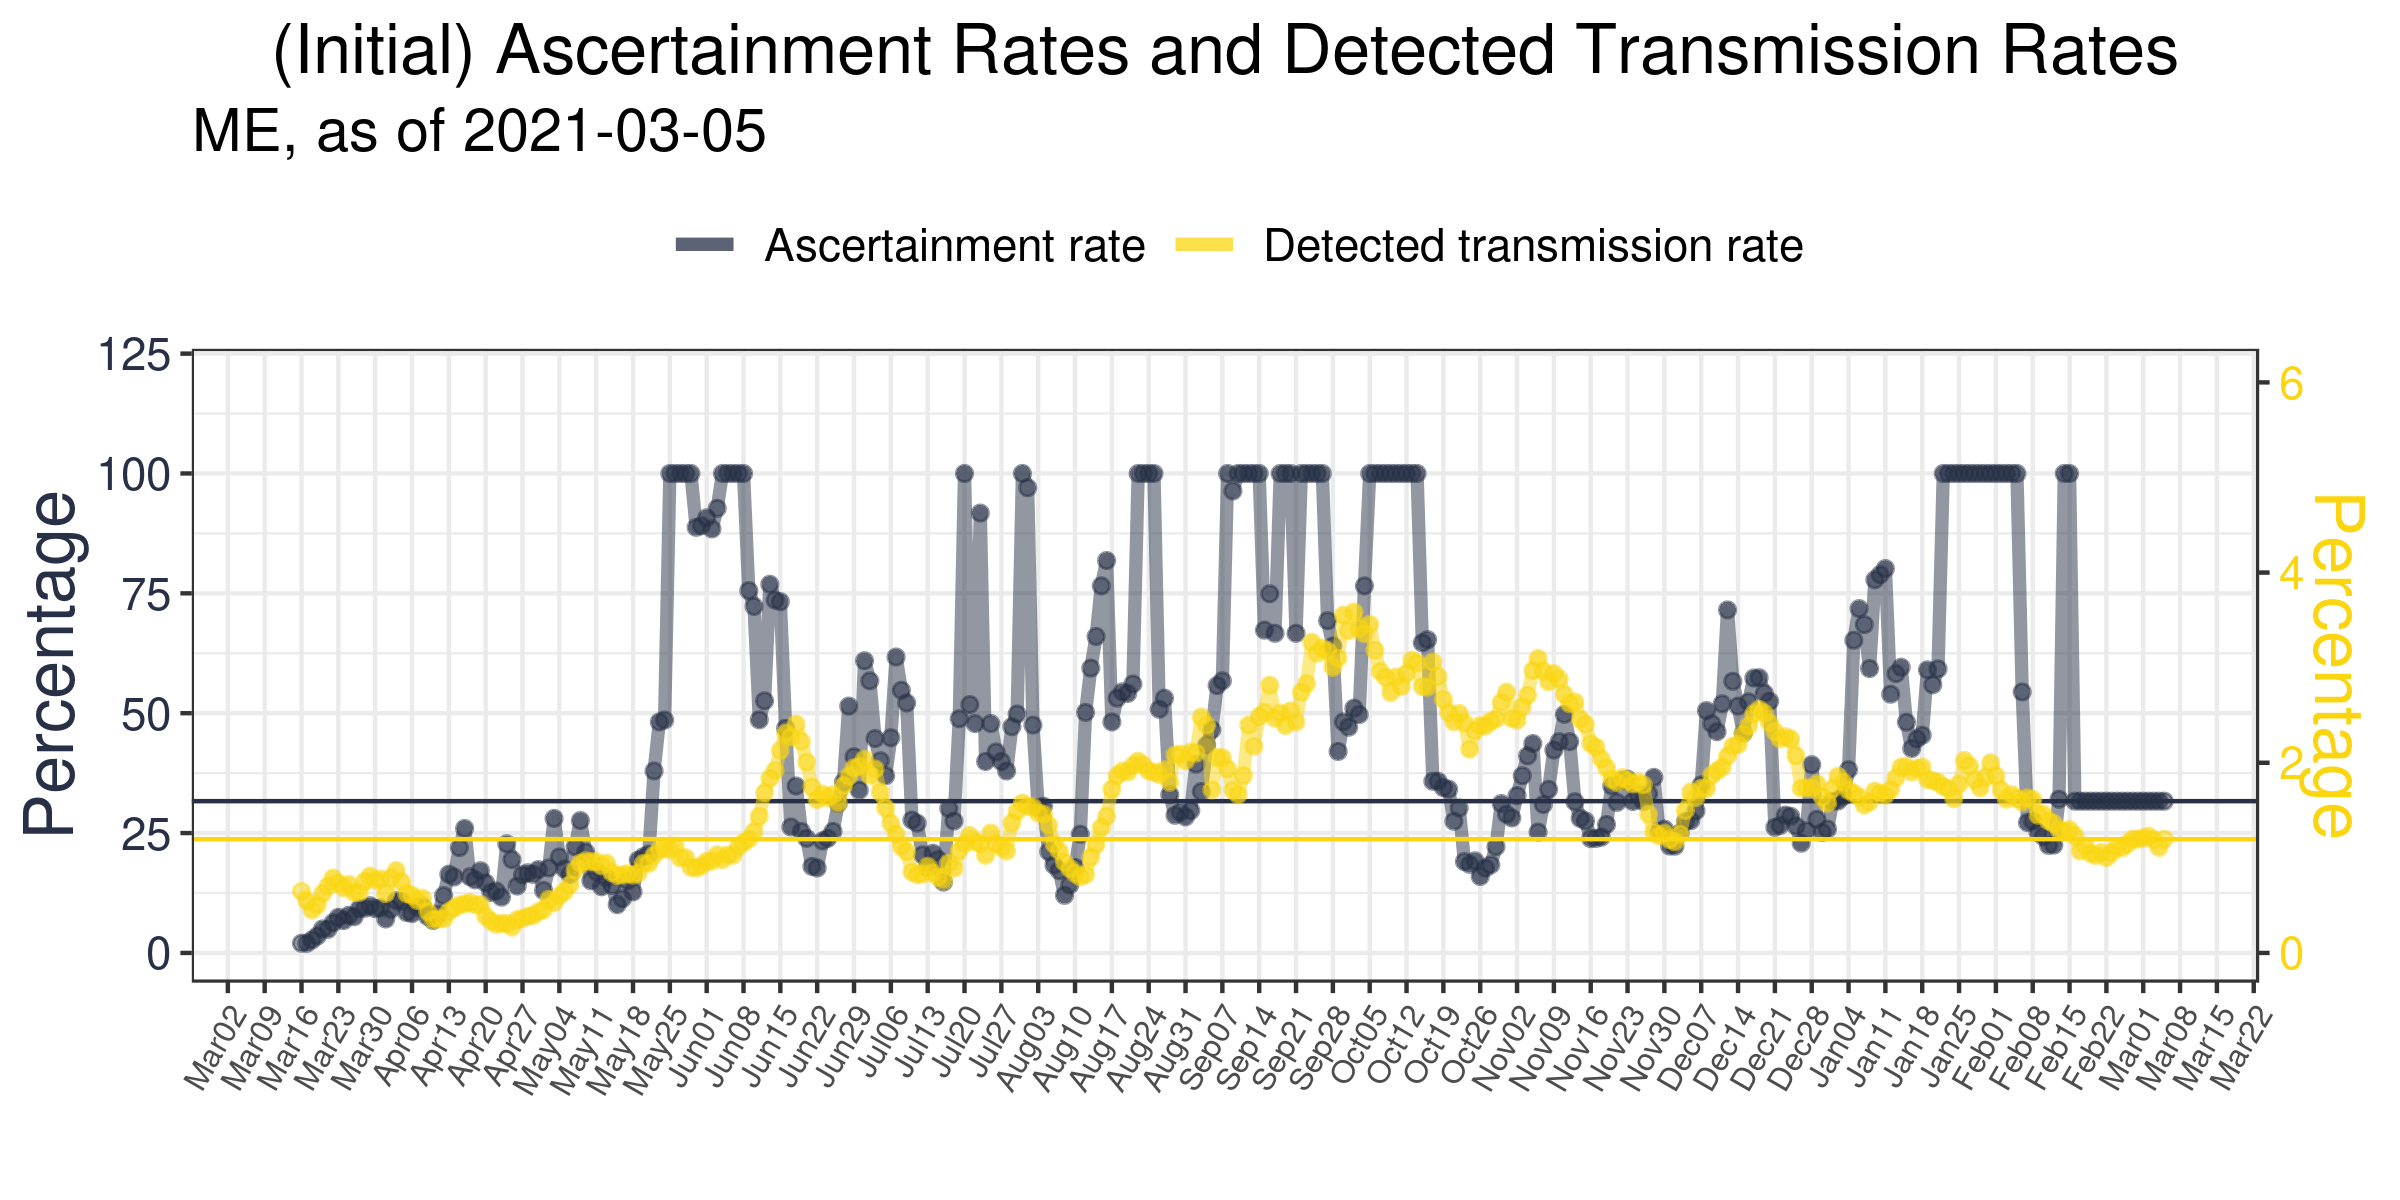 (Initial) Ascertainment Rates and Detected Transmission Rates
ME, as of 2021-03-05
Ascertainment rate
Detected transmission rate
Percentage
125
100
75
50
25
0
6
4
2
0
Percentage
Mar02
Mar09
Mar16
Mar23
Mar30
Apr06
Apr13
Apr20
Apr27
May04
May11
May18
May25
Jun01
Jun08
Jun15
Jun22
Jun29
Jul06
Jul13
Jul20
Jul27
Aug03
Aug10
Aug17
Aug24
Aug31
Sep07
Sep14
Sep21
Sep28
Oct05
Oct12
Oct19
Oct26
Nov02
Nov09
Nov16
Nov23
Nov30
Dec07
Dec14
Dec21
Dec28
Jan04
Jan11
Jan18
Jan25
Feb01
Feb08
Feb15
Feb22
Mar01
Mar08
Mar15
Mar22